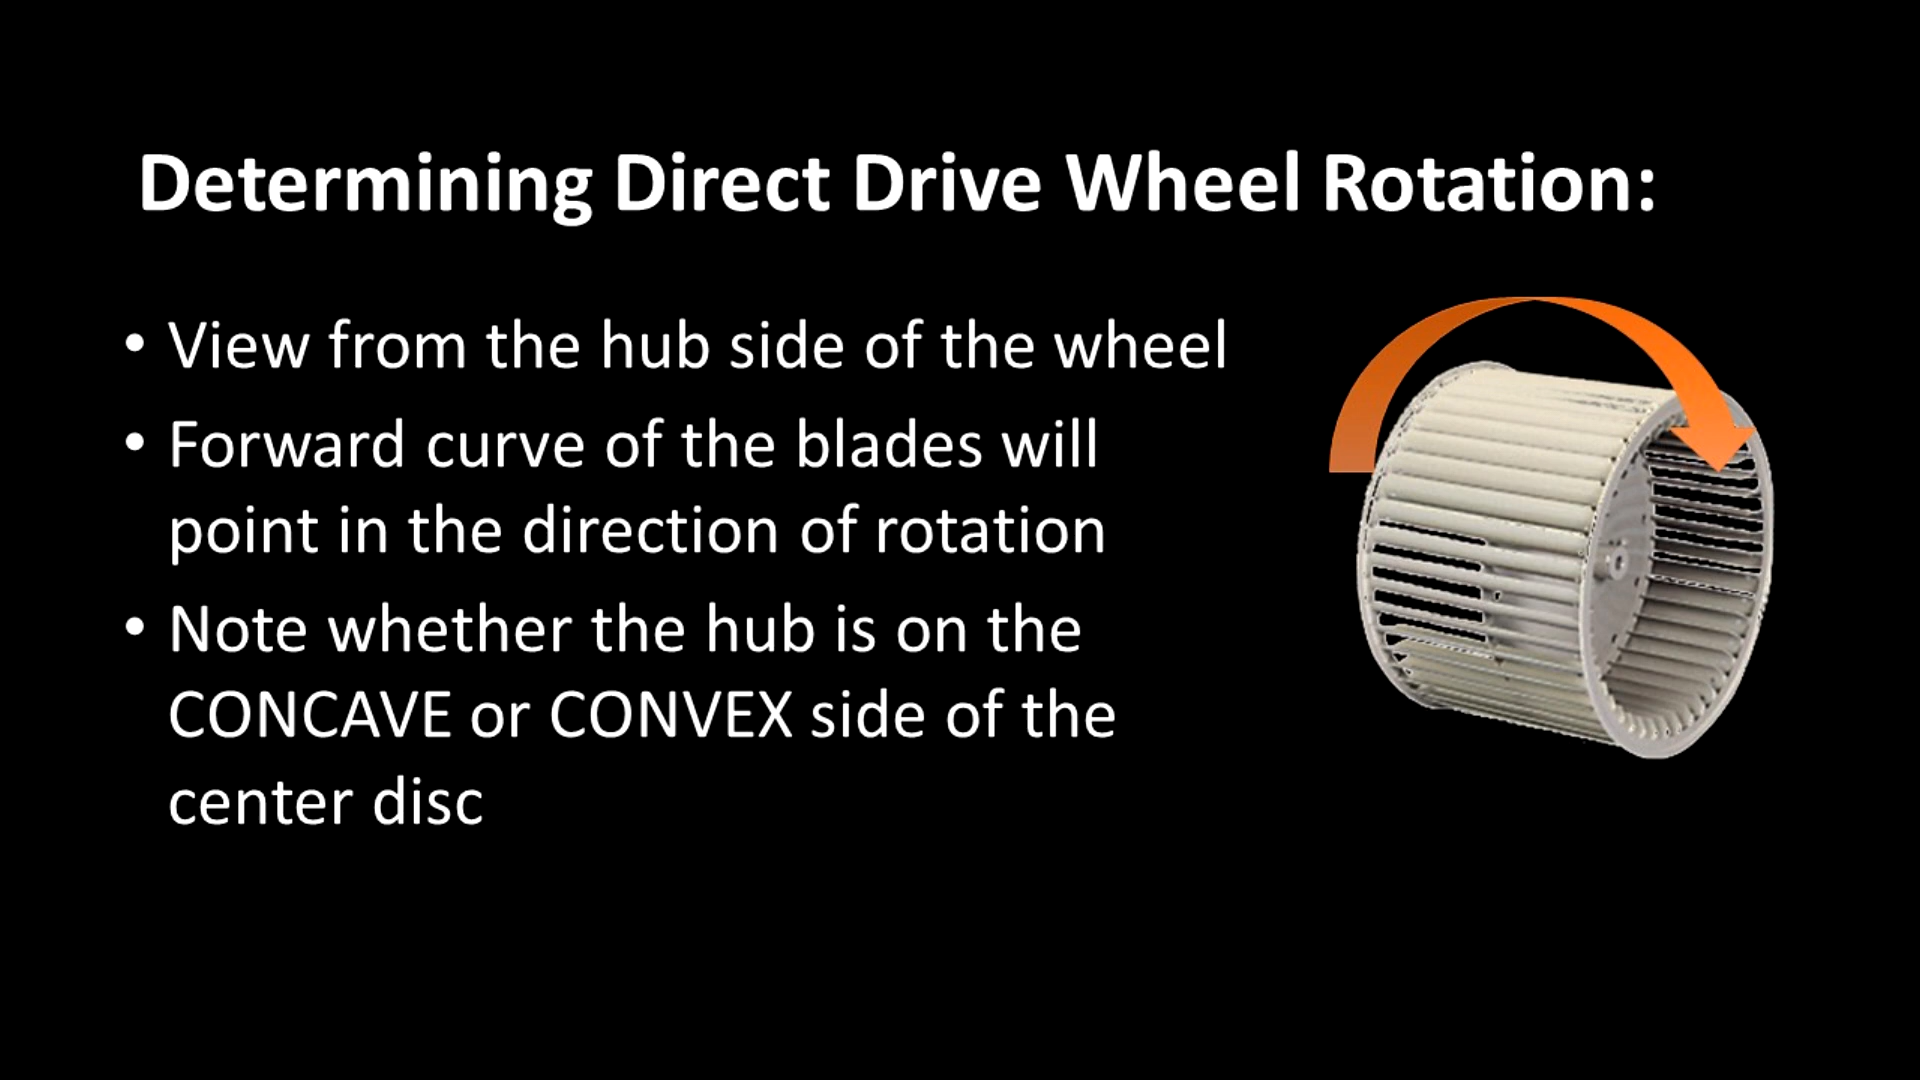 Determining Direct Drive Wheel Rotation:
• View from the hub side of the wheel
• Forward curve of the blades will
point in the direction of rotation
• Note whether the hub is on the
CONCAVE or CONVEX side of the
center disc